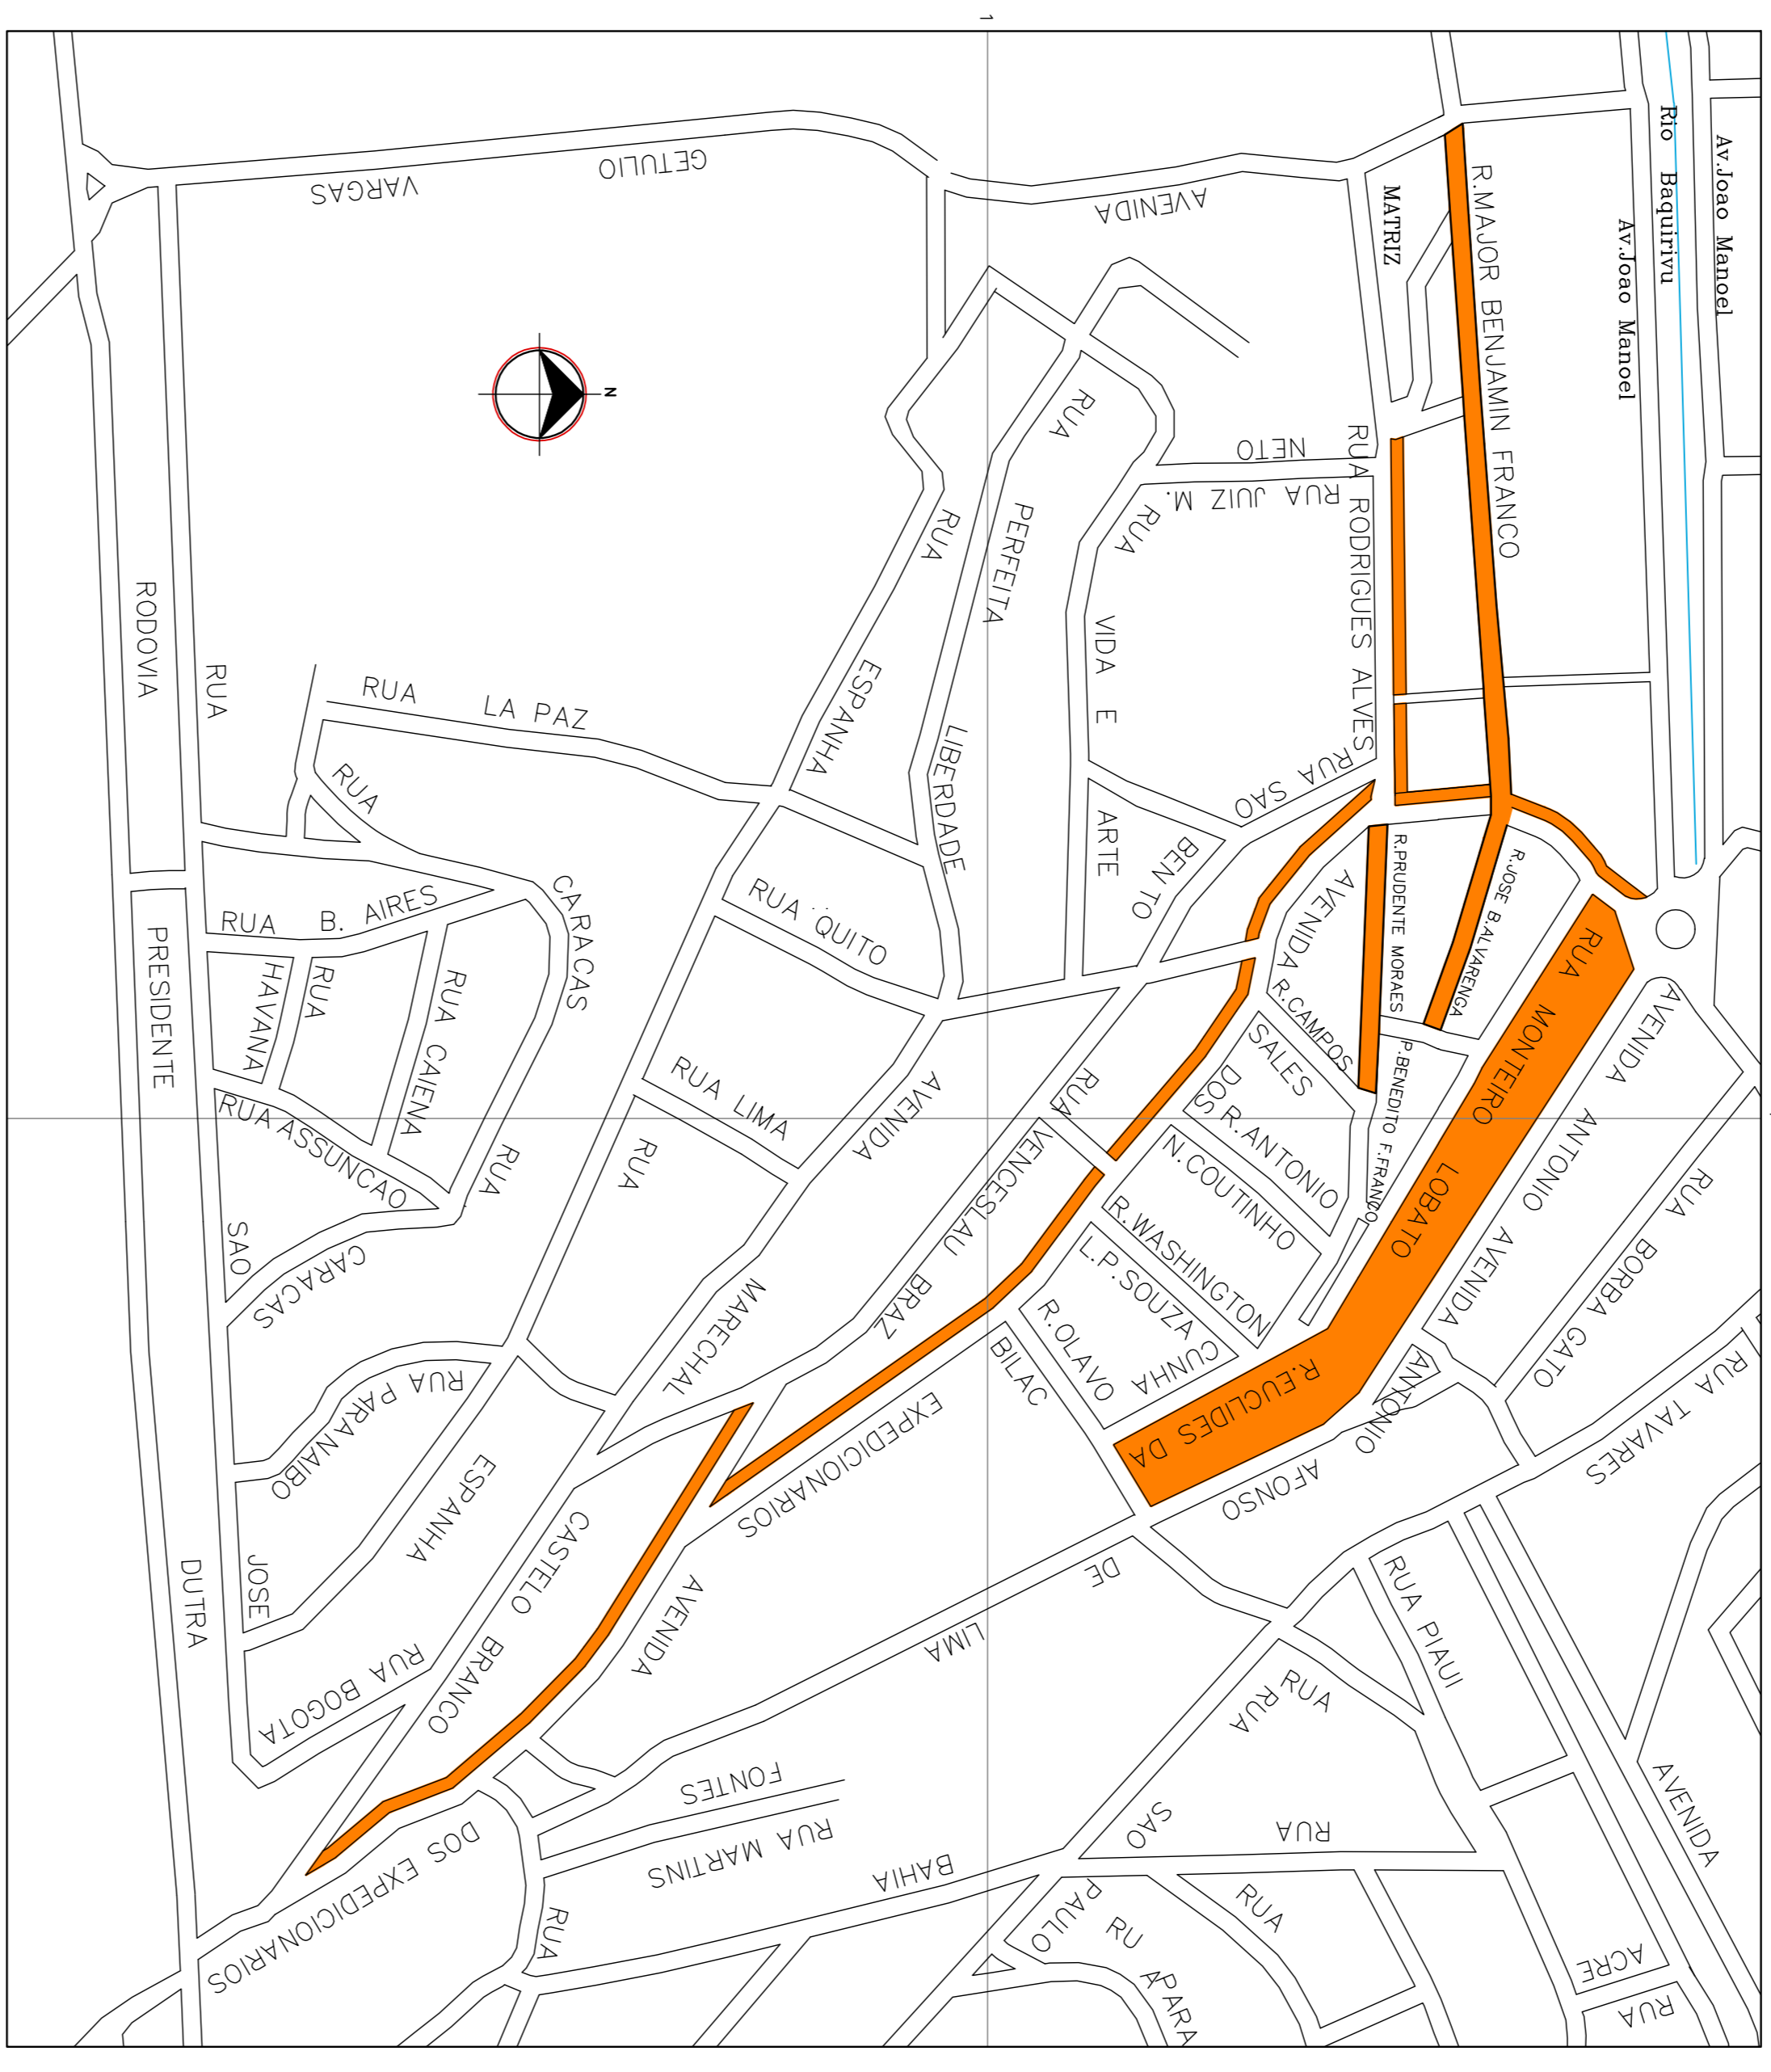 1
Av.Joao Manoel
Rio Baquirivu
Av.Joao Manoel
R.MAJOR BENJAMIN FRANCO
MATRIZ
AVENIDA
GETULIO
VARGAS
N
RUA RODRIGUES ALVES
RUA JUIZ M.
NETO
RUA
PERFEITA
LIBERDADE
RUA
VIDA E
ARTE
RUA
ESPANHA
RUA
ESPANHA
RUA SAO
BENTO
RODOVIA
PRESIDENTE
DUTRA
RUA
SAO
JOSE
RUA LA PAZ
RUA
CARACAS
RUA
CARACAS
RUA B. AIRES
RUA
HAVANA
RUA CAIENA
RUA ASSUNCAO
RUA QUITO
RUA LIMA
AVENIDA
MARECHAL
CASTELO
BRANCO
RUA
VENCESLAU
BRAZ
R.PRUDENTE MORAES
R.JOSE B.ALVARENGA
AVENIDA
R.CAMPOS
SALES
DOS
R.ANTONIO
N.COUTINHO
R.WASHINGTON
L.P.SOUZA
R.OLAVO
BILAC
P.BENEDITO F.FRANCO
RUA MONTEIRO LOBATO
R.EUCLIDES DA
CUNHA
AVENIDA
ANTONIO
AVENIDA
ANTONIO
AFONSO
DE
LIMA
RUA
BORBA GATO
RUA TAVARES
RUA PARANAIBO
RUA BOGOTA
EXPEDICIONARIOS
AVENIDA
DOS EXPEDICIONARIOS
FONTES
RUA MARTINS
RUA
BAHIA
RUA PIAUI
RUA
RUA
SAO
PAULO
RUA
RUA
RU
A
PARA
AVENIDA
ACRE
RUA